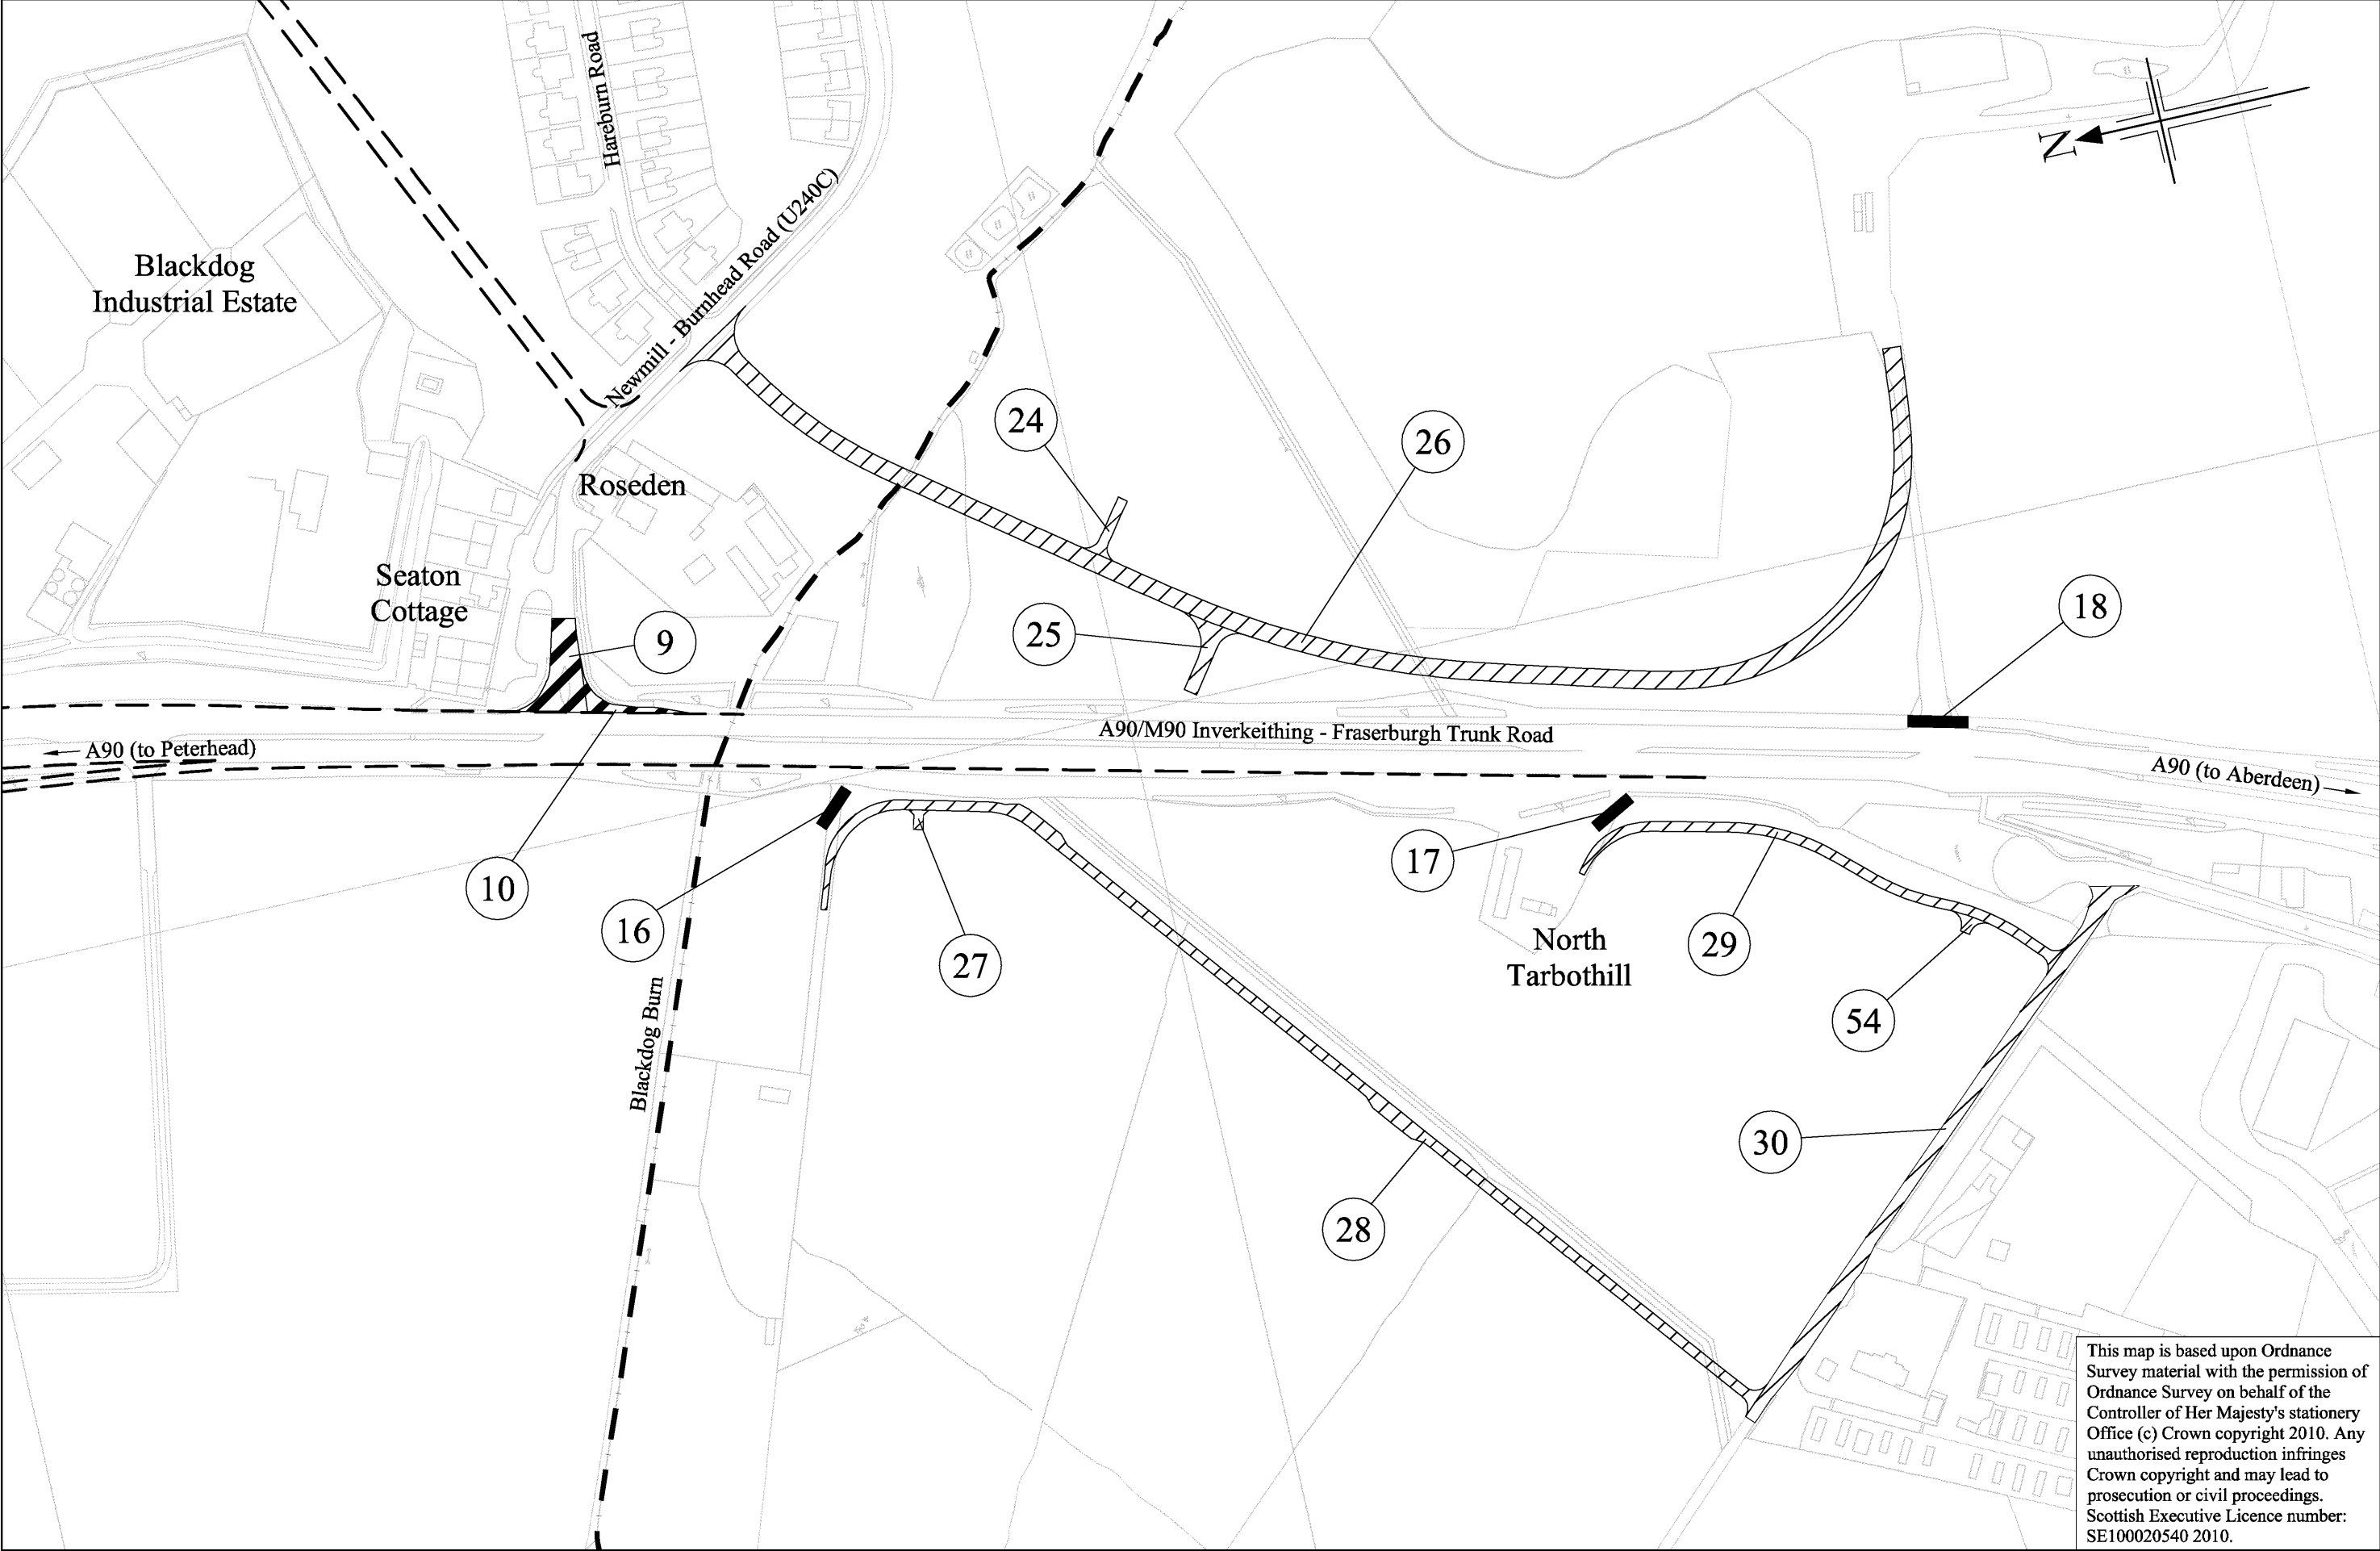 Hareburn Road
N
Newmill - Burnhead Road (U240C)
Blackdog
Industrial Estate
24
26
Roseden
Seaton
Cottage
9
25
18
A90/M90 Inverkeithing - Fraserburgh Trunk Road
A90 (to Peterhead)
A90 (to Aberdeen)
10
16
27
17
North
Tarbothill
29
54
Blackdog Burn
30
28
This map is based upon Ordnance
Survey material with the permission of
Ordnance Survey on behalf of the
Controller of Her Majesty's stationery
Office (c) Crown copyright 2010. Any
unauthorised reproduction infringes
Crown copyright and may lead to
prosecution or civil proceedings.
Scottish Executive Licence number:
SE100020540 2010.